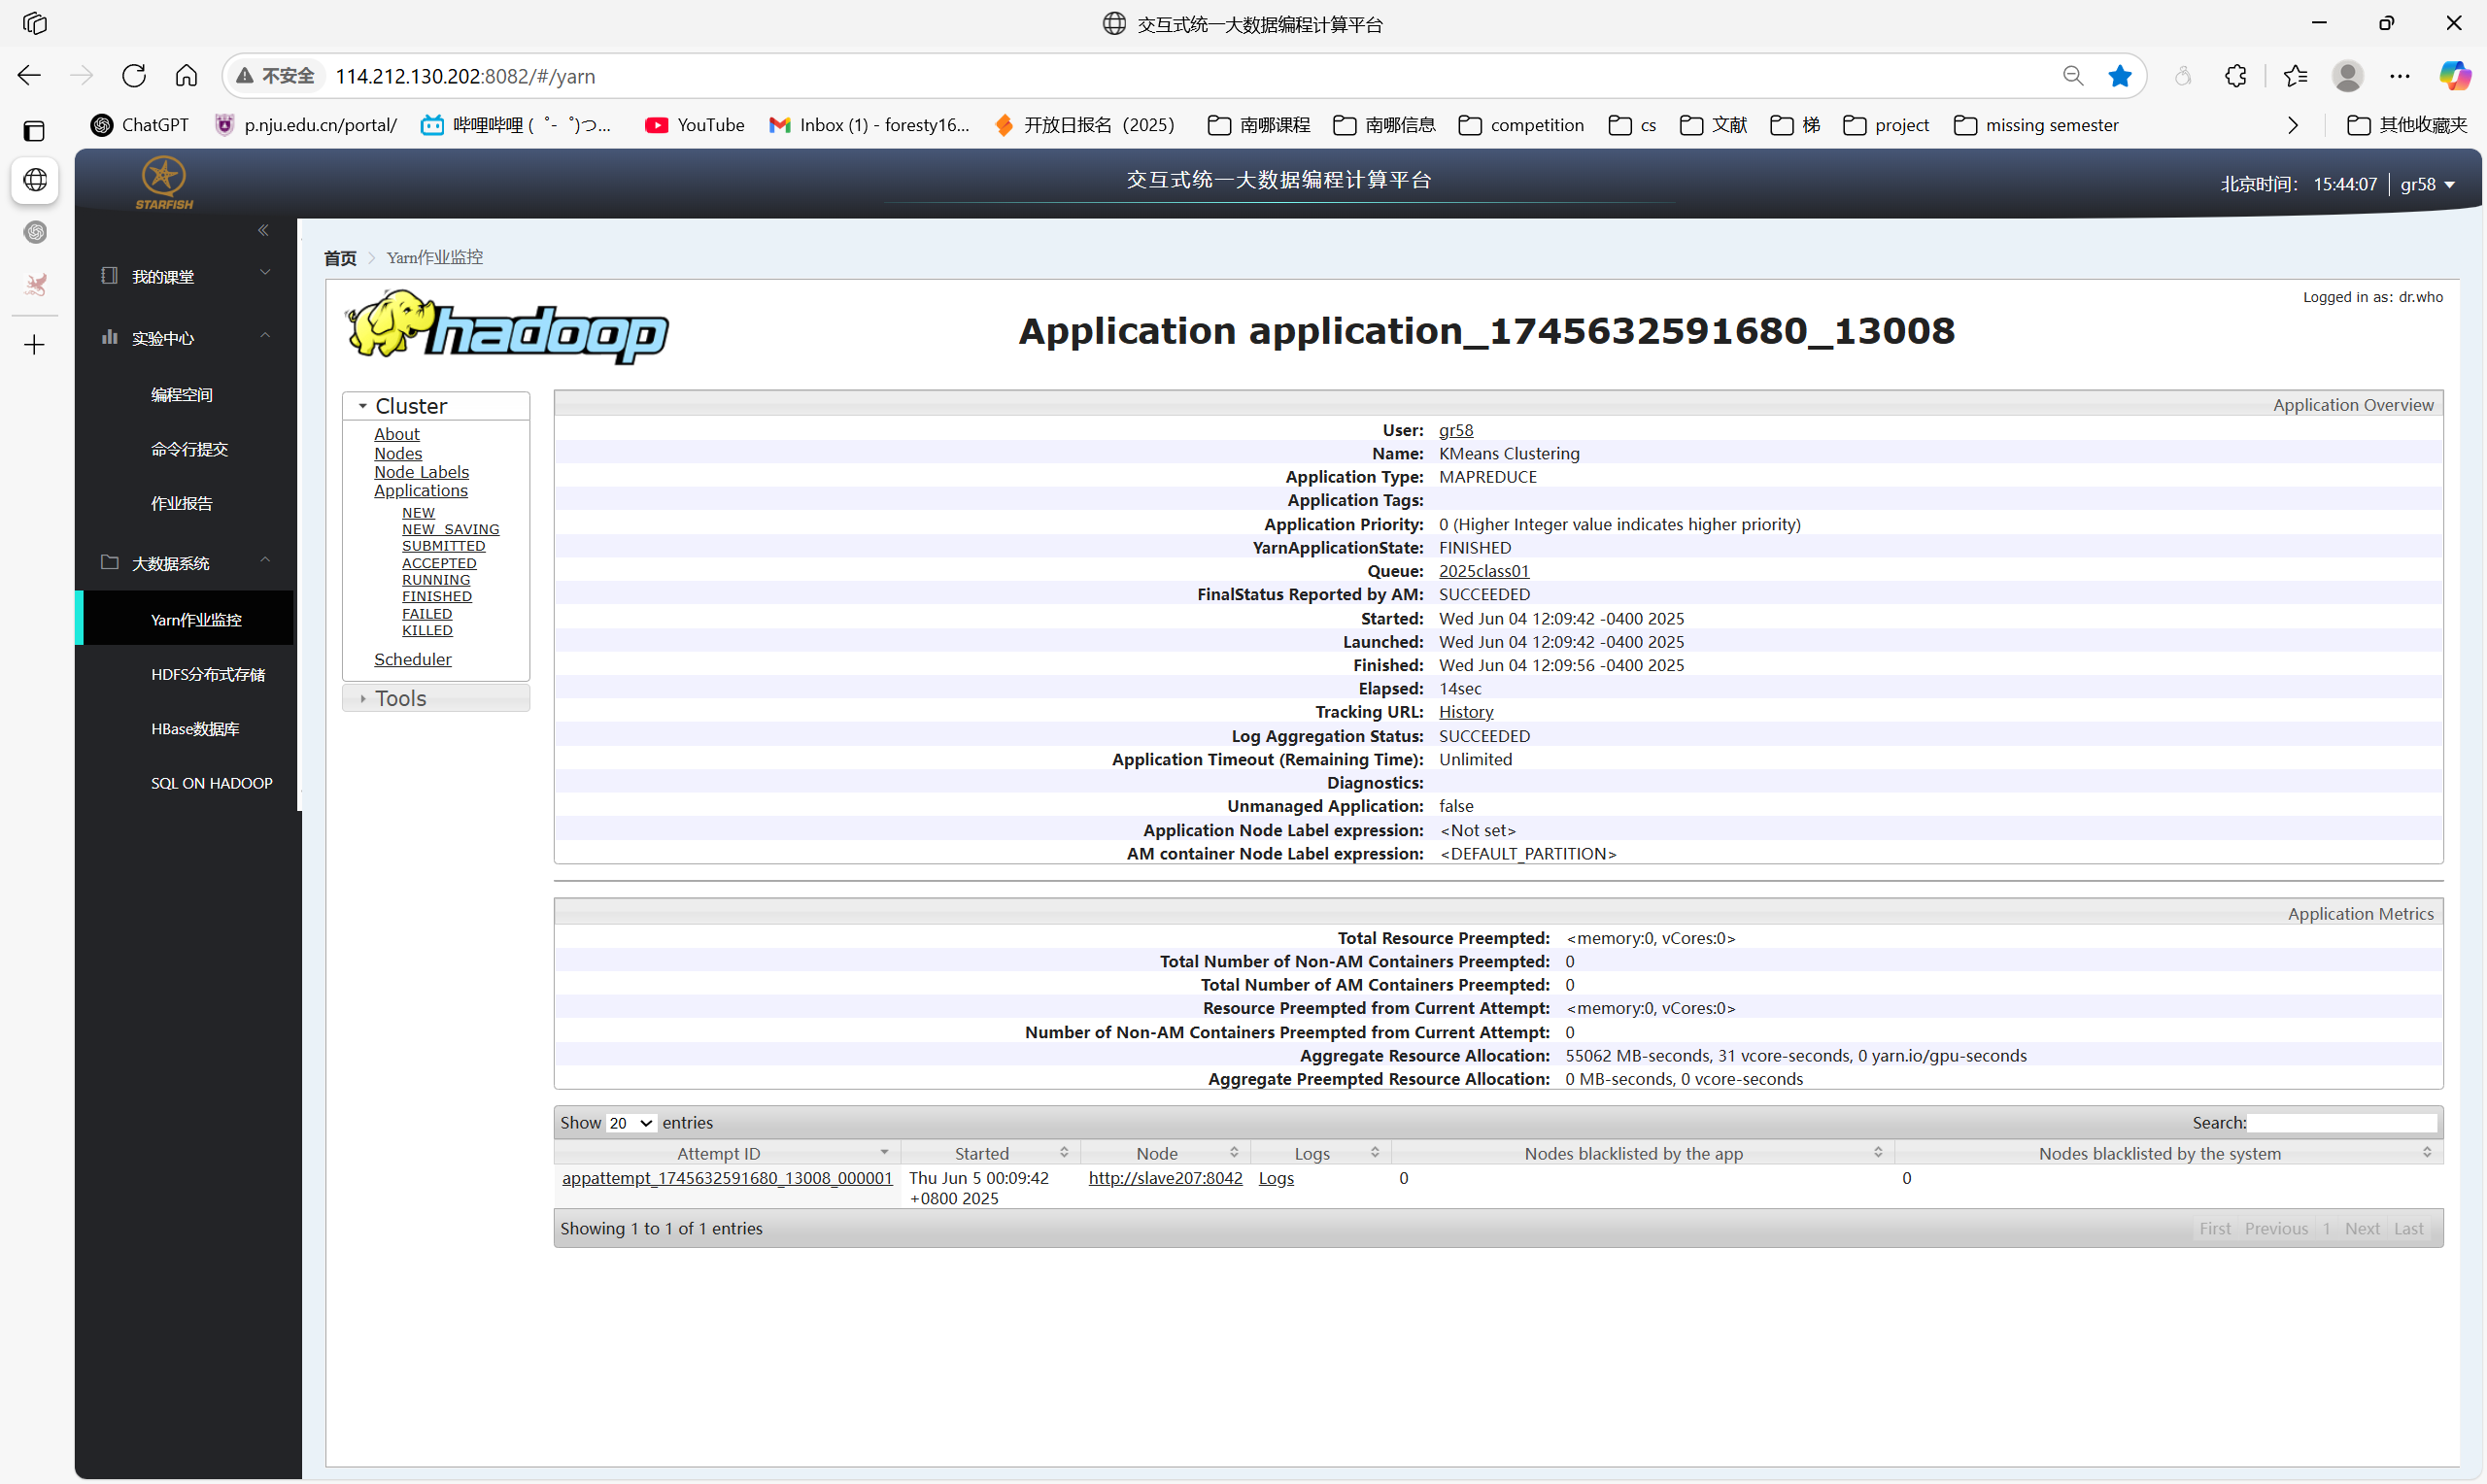 交互式统一大数据编程计算平台
不安全 114.212.130.202:8082/#/yarn
ChatGPT p.nju.edu.cn/portal/ 哔哩哔哩 ( ゜- ゜)つ... YouTube Inbox (1) - foresty16... 开放日报名（2025） 南哪课程 南哪信息 competition cs 文献 梯 project missing semester 其他收藏夹
STARFISH
交互式统一大数据编程计算平台
北京时间： 15:44:07 gr58
我的课堂
实验中心
编程空间
命令行提交
作业报告
大数据系统
Yarn作业监控
HDFS分布式存储
HBase数据库
SQL ON HADOOP
首页 Yarn作业监控
hadoop
Application application_1745632591680_13008
Logged in as: dr.who
Cluster
About
Nodes
Node Labels
Applications
NEW
NEW_SAVING
SUBMITTED
ACCEPTED
RUNNING
FINISHED
FAILED
KILLED
Scheduler
Tools
Application Overview
User: gr58
Name: KMeans Clustering
Application Type: MAPREDUCE
Application Tags:
Application Priority: 0 (Higher Integer value indicates higher priority)
YarnApplicationState: FINISHED
Queue: 2025class01
FinalStatus Reported by AM: SUCCEEDED
Started: Wed Jun 04 12:09:42 -0400 2025
Launched: Wed Jun 04 12:09:42 -0400 2025
Finished: Wed Jun 04 12:09:56 -0400 2025
Elapsed: 14sec
Tracking URL: History
Log Aggregation Status: SUCCEEDED
Application Timeout (Remaining Time): Unlimited
Diagnostics:
Unmanaged Application: false
Application Node Label expression: <Not set>
AM container Node Label expression: <DEFAULT_PARTITION>
Application Metrics
Total Resource Preempted: <memory:0, vCores:0>
Total Number of Non-AM Containers Preempted: 0
Total Number of AM Containers Preempted: 0
Resource Preempted from Current Attempt: <memory:0, vCores:0>
Number of Non-AM Containers Preempted from Current Attempt: 0
Aggregate Resource Allocation: 55062 MB-seconds, 31 vcore-seconds, 0 yarn.io/gpu-seconds
Aggregate Preempted Resource Allocation: 0 MB-seconds, 0 vcore-seconds
Show 20 entries Search:
Attempt ID Started Node Logs Nodes blacklisted by the app Nodes blacklisted by the system
appattempt_1745632591680_13008_000001 Thu Jun 5 00:09:42 http://slave207:8042 Logs 0 0
+0800 2025
Showing 1 to 1 of 1 entries First Previous 1 Next Last